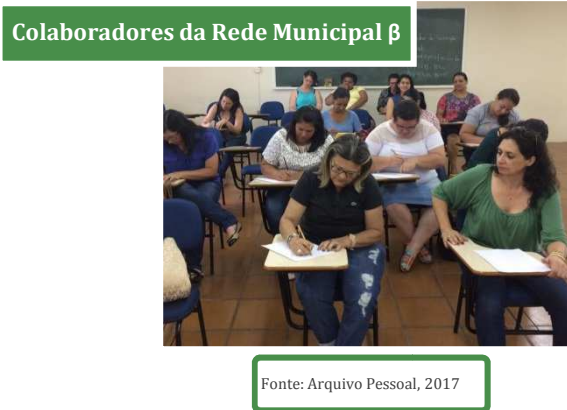 Colaboradores da Rede Municipal β
Fonte: Arquivo Pessoal, 2017